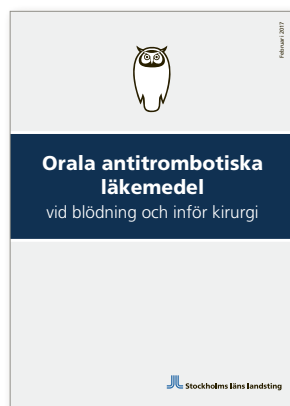 Februari 2017
Orala antitrombotiska
läkemedel
vid blödning och inför kirurgi
Stockholms läns landsting